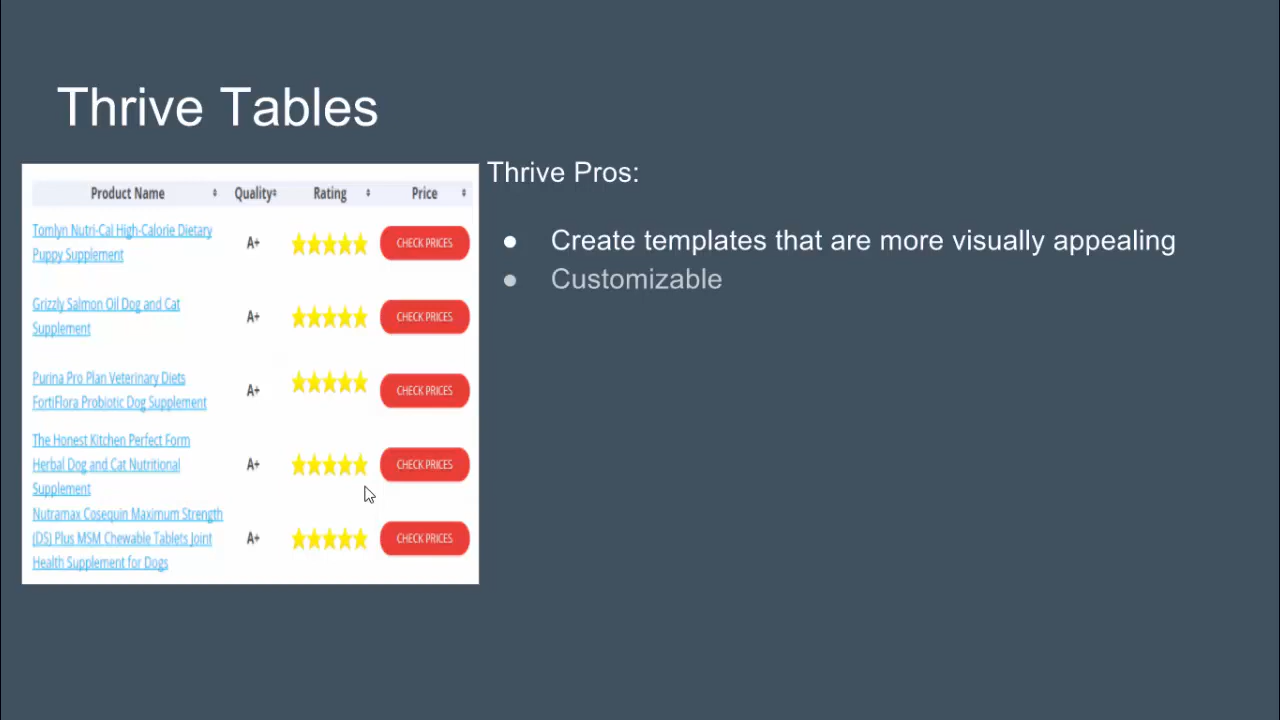 Thrive Tables
Product Name Quality Rating Price
Tomlyn Nutri-Cal High-Calorie Dietary
Puppy Supplement
A+ CHECK PRICES
Grizzly Salmon Oil Dog and Cat
Supplement
A+ CHECK PRICES
Purina Pro Plan Veterinary Diets
FortiFlora Probiotic Dog Supplement
A+ CHECK PRICES
The Honest Kitchen Perfect Form
Herbal Dog and Cat Nutritional
Supplement
A+ CHECK PRICES
Nutramax Cosequin Maximum Strength
(DS) Plus MSM Chewable Tablets Joint
Health Supplement for Dogs
A+ CHECK PRICES
Thrive Pros:
● Create templates that are more visually appealing
● Customizable